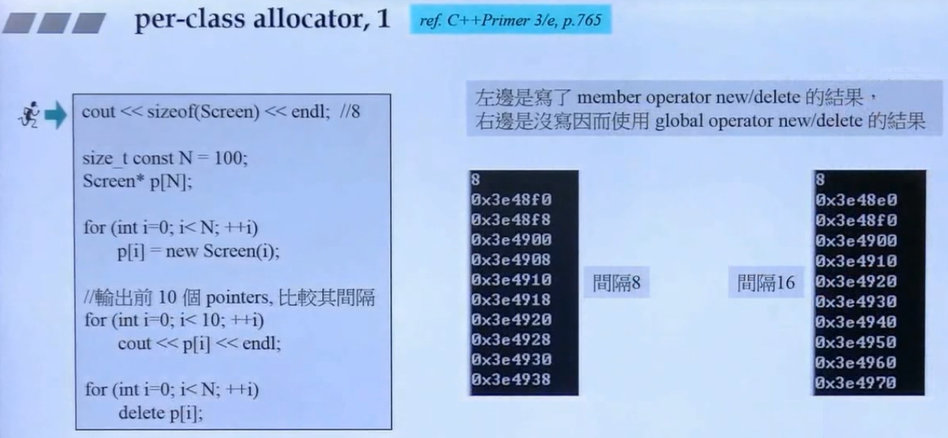 per-class allocator, 1
ref. C++Primer 3/e, p.765
cout << sizeof(Screen) << endl; //8
size_t const N = 100;
Screen* p[N];
for (int i=0; i< N; ++i)
p[i] = new Screen(i);
//輸出前 10 個 pointers, 比較其間隔
for (int i=0; i< 10; ++i)
cout << p[i] << endl;
for (int i=0; i< N; ++i)
delete p[i];
左邊是寫了 member operator new/delete 的結果，
右邊是沒寫因而使用 global operator new/delete 的結果
8
0x3e48f0
0x3e48f8
0x3e4900
0x3e4908
0x3e4910
0x3e4918
0x3e4920
0x3e4928
0x3e4930
0x3e4938
間隔8
間隔16
8
0x3e48e0
0x3e48f0
0x3e4900
0x3e4910
0x3e4920
0x3e4930
0x3e4940
0x3e4950
0x3e4960
0x3e4970